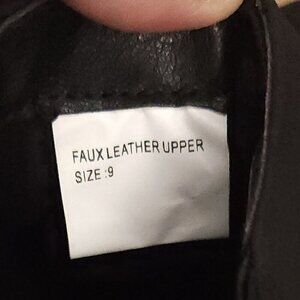 FAUX LEATHER UPPER
SIZE :9